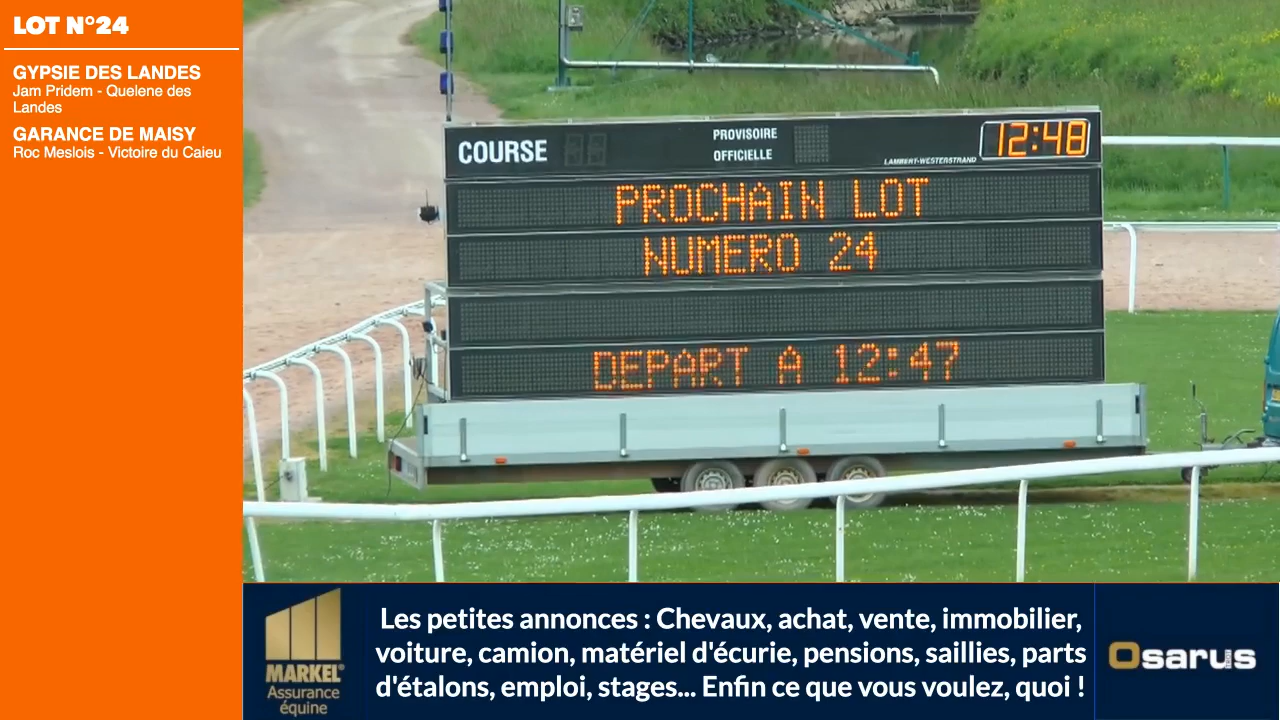 LOT N°24
GYPSIE DES LANDES
Jam Pridem - Quelene des
Landes
GARANCE DE MAISY
Roc Meslois - Victoire du Caieu
COURSE
PROVISOIRE
OFFICIELLE
LAMBERT-WESTERSTRAND
12:48
PROCHAIN LOT
NUMERO 24
DEPART A 12:47
MARKEL®
Assurance
équine
Les petites annonces : Chevaux, achat, vente, immobilier,
voiture, camion, matériel d'écurie, pensions, saillies, parts
d'étalons, emploi, stages... Enfin ce que vous voulez, quoi !
Osarus